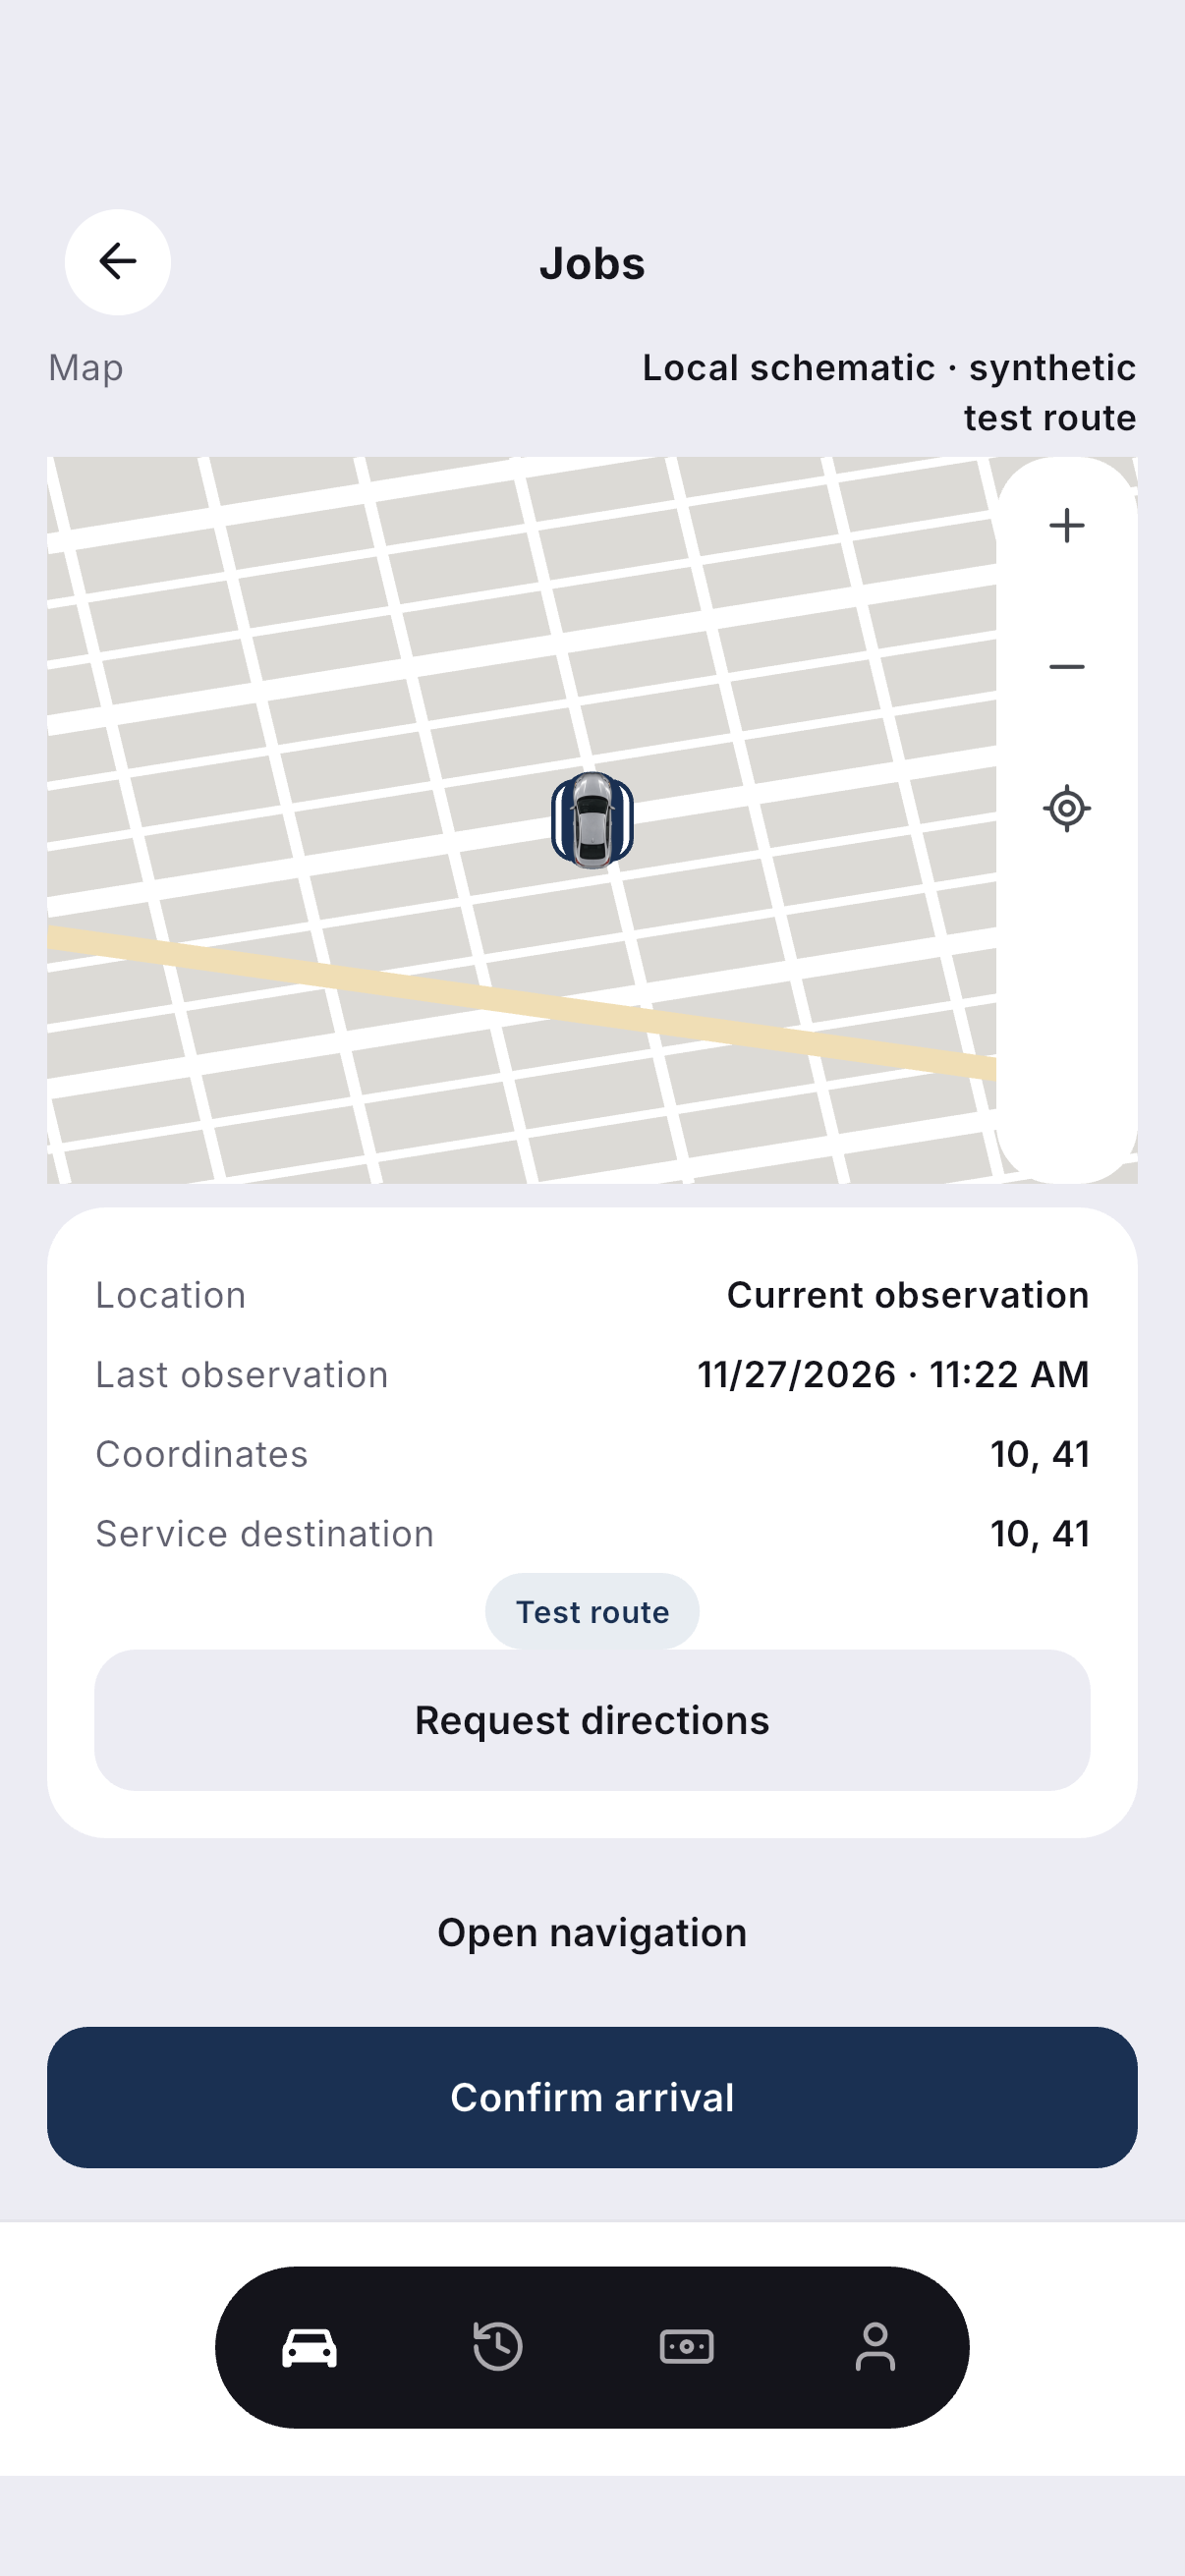 Jobs
Map
Local schematic · synthetic
test route
Location
Current observation
Last observation
11/27/2026 · 11:22 AM
Coordinates
10, 41
Service destination
10, 41
Test route
Request directions
Open navigation
Confirm arrival